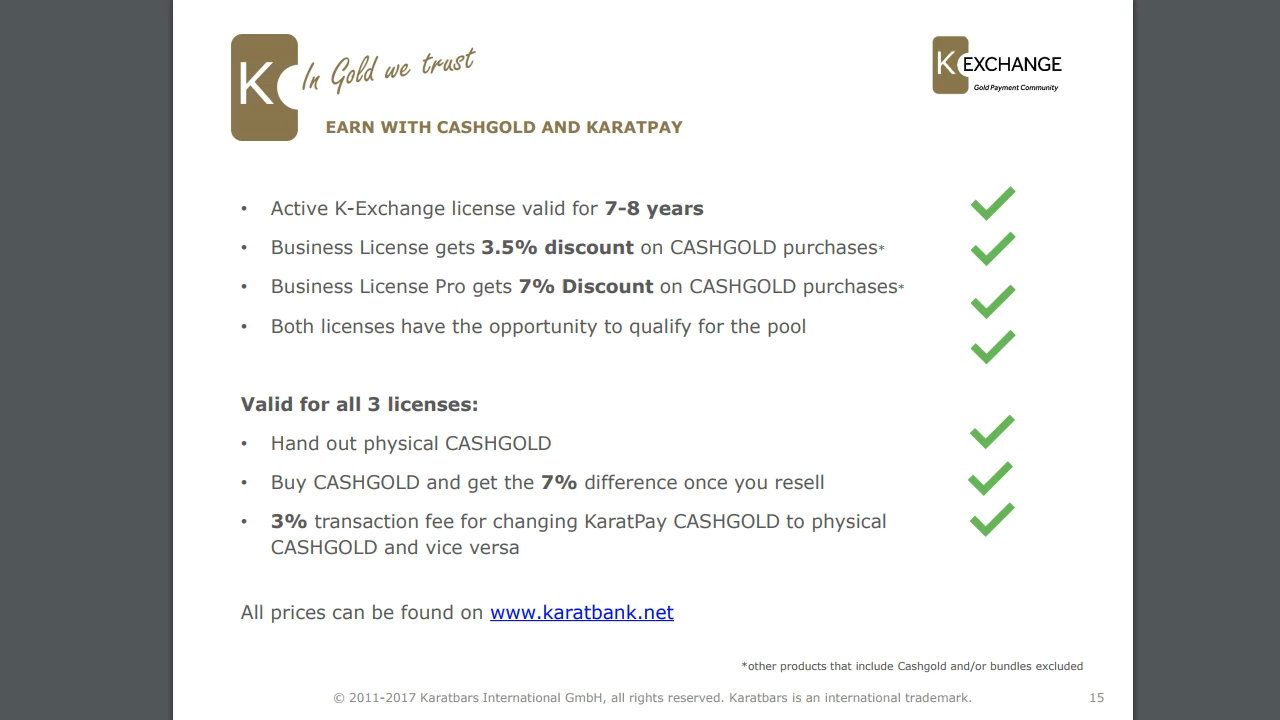 K In Gold we trust
K EXCHANGE
Gold Payment Community
EARN WITH CASHGOLD AND KARATPAY
• Active K-Exchange license valid for 7-8 years
• Business License gets 3.5% discount on CASHGOLD purchases*
• Business License Pro gets 7% Discount on CASHGOLD purchases*
• Both licenses have the opportunity to qualify for the pool
Valid for all 3 licenses:
• Hand out physical CASHGOLD
• Buy CASHGOLD and get the 7% difference once you resell
• 3% transaction fee for changing KaratPay CASHGOLD to physical
CASHGOLD and vice versa
All prices can be found on www.karatbank.net
*other products that include Cashgold and/or bundles excluded
© 2011-2017 Karatbars International GmbH, all rights reserved. Karatbars is an international trademark.
15